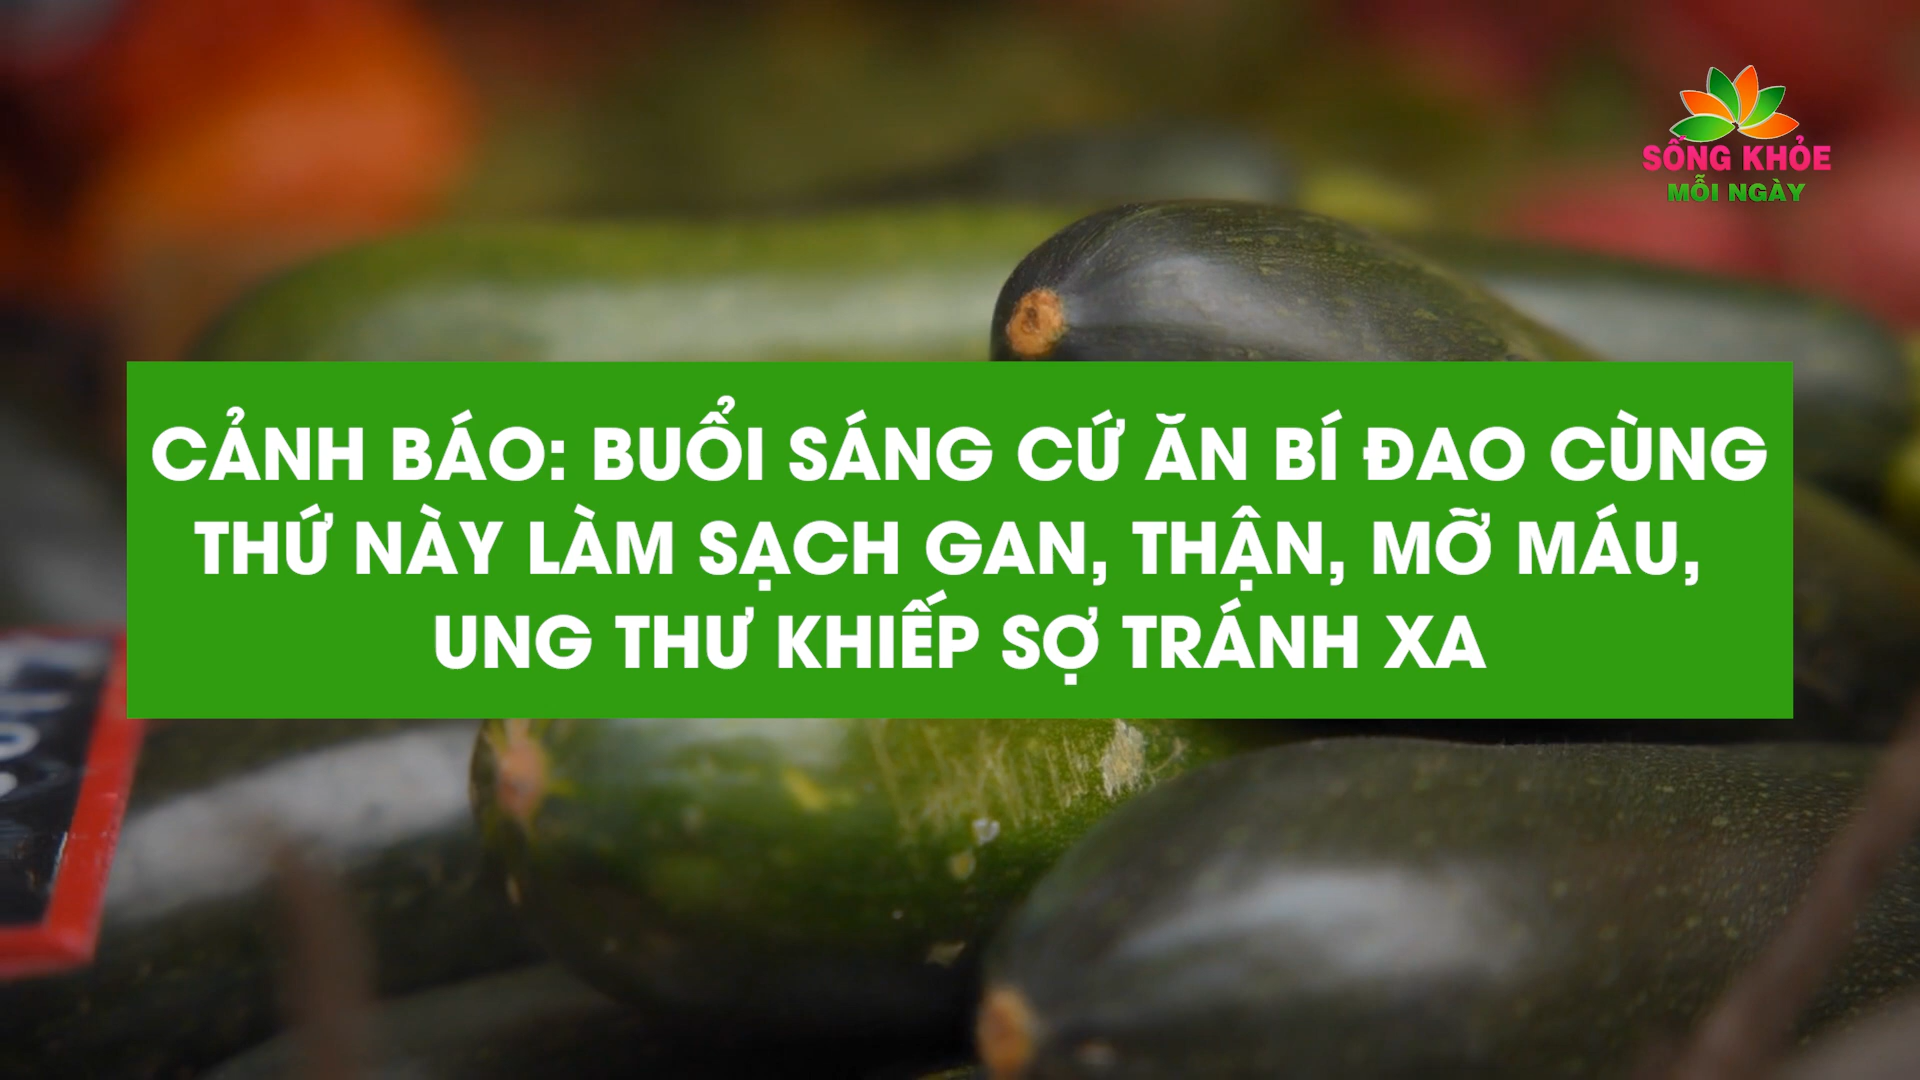 SỐNG KHỎE
MỖI NGÀY
CẢNH BÁO: BUỔI SÁNG CỨ ĂN BÍ ĐAO CÙNG
THỨ NÀY LÀM SẠCH GAN, THẬN, MỠ MÁU,
UNG THƯ KHIẾP SỢ TRÁNH XA